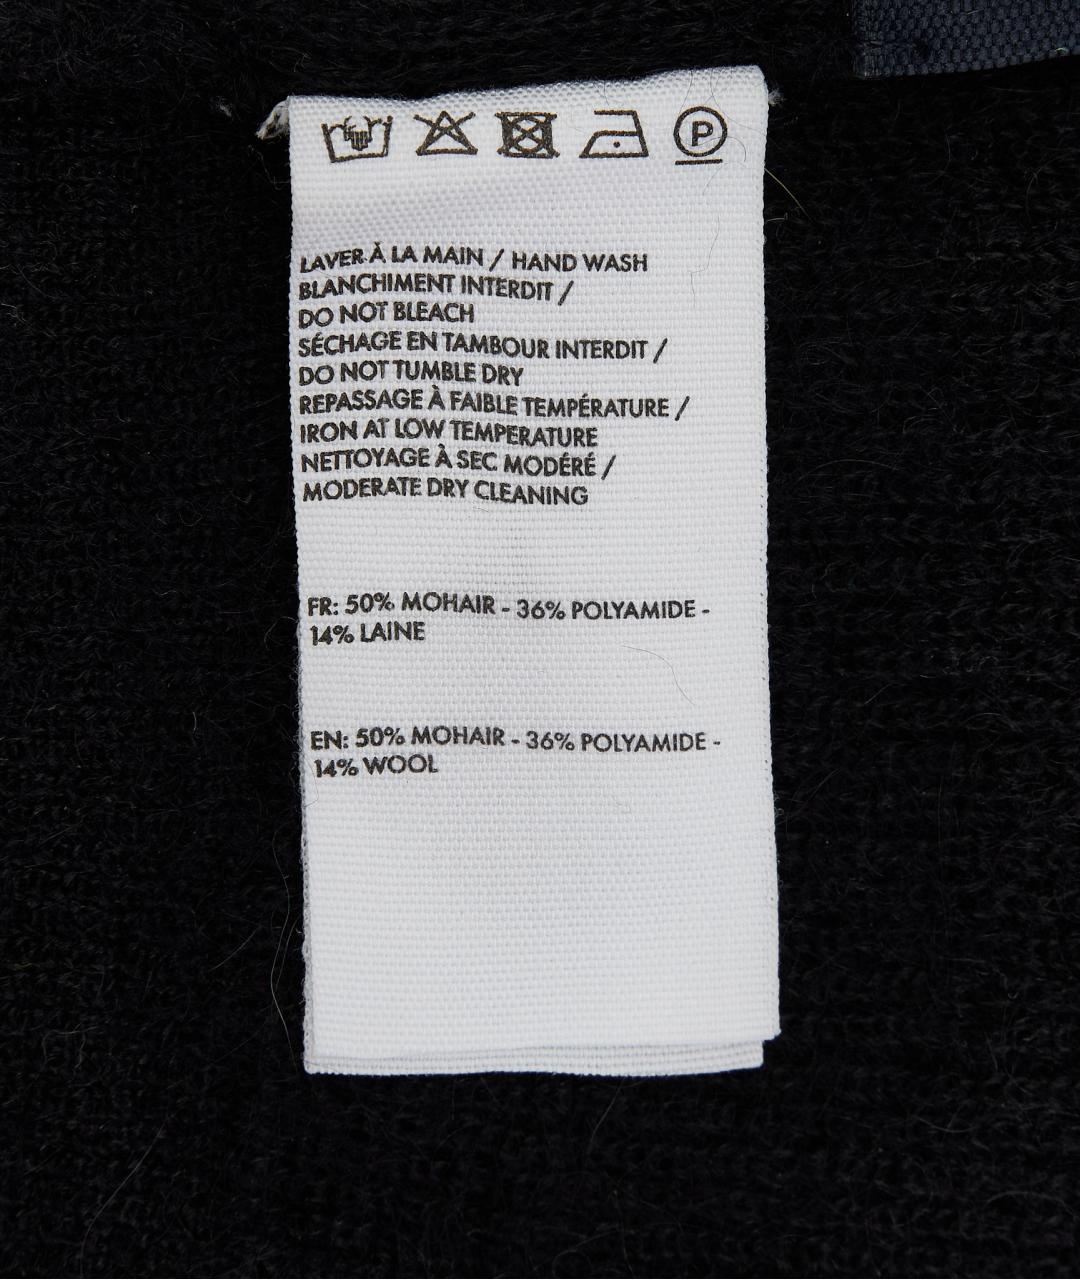 P
LAVER À LA MAIN / HAND WASH
BLANCHIMENT INTERDIT /
DO NOT BLEACH
SÉCHAGE EN TAMBOUR INTERDIT /
DO NOT TUMBLE DRY
REPASSAGE À FAIBLE TEMPÉRATURE /
IRON AT LOW TEMPERATURE
NETTOYAGE À SEC MODÉRÉ /
MODERATE DRY CLEANING
FR: 50% MOHAIR - 36% POLYAMIDE -
14% LAINE
EN: 50% MOHAIR - 36% POLYAMIDE -
14% WOOL